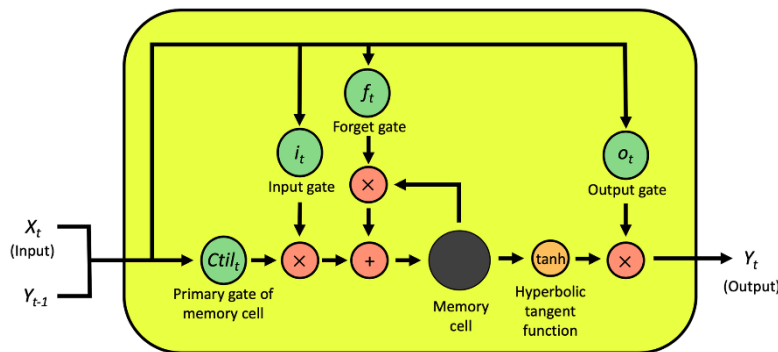 f_t
Forget gate
i_t
Input gate
×
o_t
Output gate
X_t
(Input)
Y_{t-1}
Ctil_t
Primary gate of
memory cell
×
+
Memory
cell
tanh
Hyperbolic
tangent
function
×
Y_t
(Output)